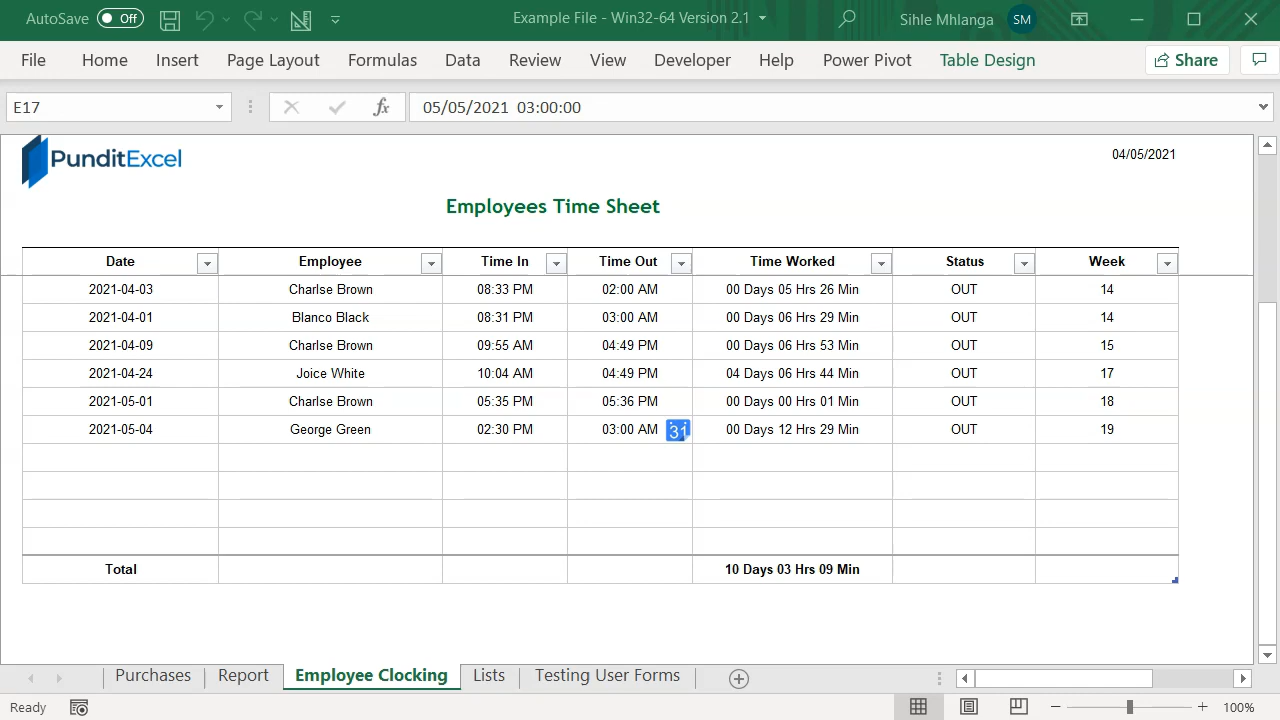 AutoSave Off Example File - Win32-64 Version 2.1 Sihle Mhlanga SM
File Home Insert Page Layout Formulas Data Review View Developer Help Power Pivot Table Design Share
E17 fx 05/05/2021 03:00:00
PunditExcel 04/05/2021
Employees Time Sheet
Date Employee Time In Time Out Time Worked Status Week
2021-04-03 Charlse Brown 08:33 PM 02:00 AM 00 Days 05 Hrs 26 Min OUT 14
2021-04-01 Blanco Black 08:31 PM 03:00 AM 00 Days 06 Hrs 29 Min OUT 14
2021-04-09 Charlse Brown 09:55 AM 04:49 PM 00 Days 06 Hrs 53 Min OUT 15
2021-04-24 Joice White 10:04 AM 04:49 PM 04 Days 06 Hrs 44 Min OUT 17
2021-05-01 Charlse Brown 05:35 PM 05:36 PM 00 Days 00 Hrs 01 Min OUT 18
2021-05-04 George Green 02:30 PM 03:00 AM 31 00 Days 12 Hrs 29 Min OUT 19
Total 10 Days 03 Hrs 09 Min
Purchases Report Employee Clocking Lists Testing User Forms
Ready 100%